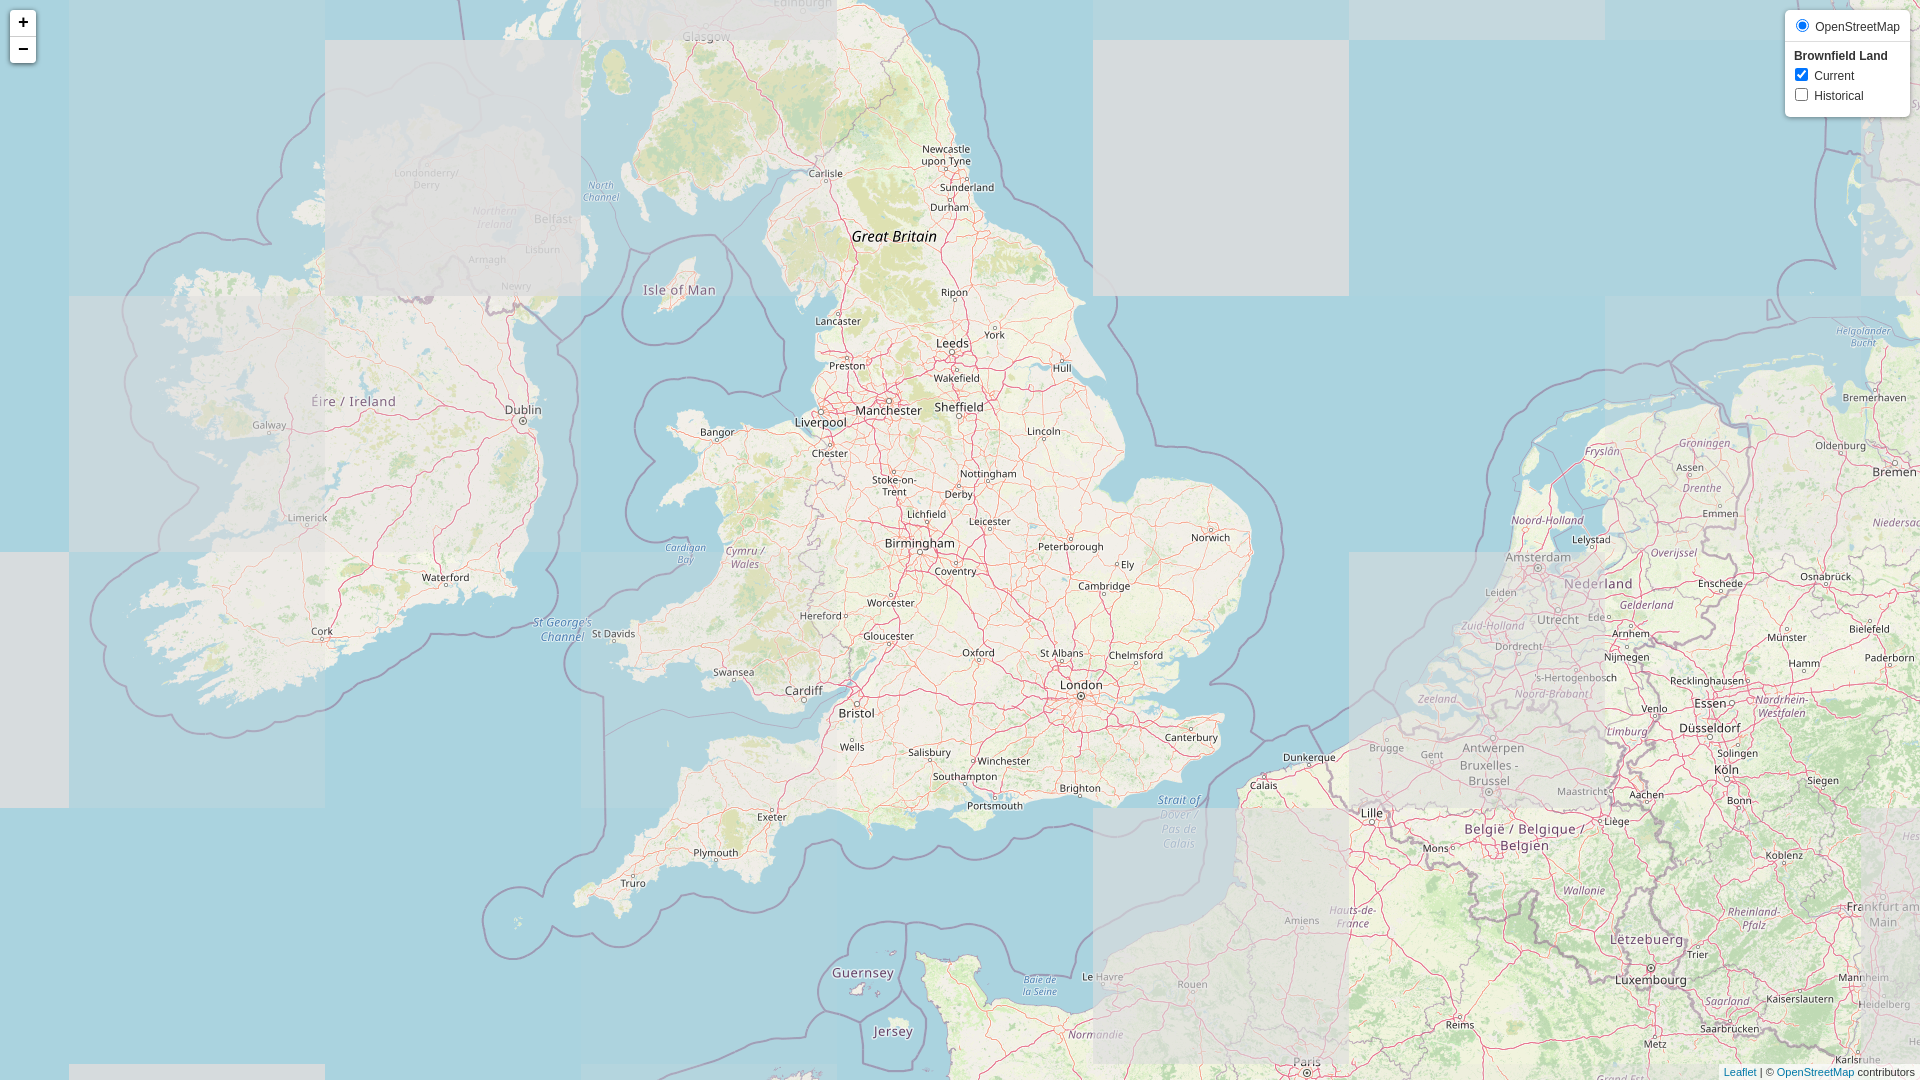 +
−
OpenStreetMap
Brownfield Land
Current
Historical
Edinburgh
Glasgow
Londonderry/
Derry
Northern
Ireland
Belfast
Lisburn
Armagh
Newry
North
Channel
Carlisle
Newcastle
upon Tyne
Sunderland
Durham
Great Britain
Isle of Man
Ripon
Lancaster
York
Leeds
Preston
Wakefield
Hull
Éire / Ireland
Dublin
Galway
Manchester
Sheffield
Liverpool
Bangor
Lincoln
Chester
Nottingham
Stoke-on-
Trent
Derby
Lichfield
Leicester
Limerick
Birmingham
Peterborough
Norwich
Cardigan
Bay
Cymru /
Wales
Coventry
Ely
Waterford
Cambridge
Worcester
Hereford
St George's
Channel
Cork
St Davids
Gloucester
Oxford
St Albans
Chelmsford
Swansea
Cardiff
London
Bristol
Canterbury
Wells
Salisbury
Winchester
Southampton
Portsmouth
Brighton
Strait of
Dover /
Pas de
Calais
Exeter
Plymouth
Truro
Guernsey
Jersey
Baie de
la Seine
Le Havre
Rouen
Normandie
Amiens
Hauts-de-
France
Paris
Reims
Calais
Dunkerque
Lille
Brugge
Gent
Antwerpen
Bruxelles -
Brussel
België / Belgique /
Belgien
Mons
Liège
Wallonie
Maastricht
Aachen
Helgoländer
Bucht
Bremerhaven
Groningen
Fryslân
Assen
Drenthe
Oldenburg
Bremen
Emmen
Noord-Holland
Lelystad
Amsterdam
Overijssel
Nederland
Enschede
Osnabrück
Leiden
Gelderland
Utrecht
Ede
Zuid-Holland
Arnhem
Münster
Bielefeld
Dordrecht
Nijmegen
Hamm
Paderborn
's-Hertogenbosch
Recklinghausen
Zeeland
Noord-Brabant
Venlo
Essen
Nordrhein-
Westfalen
Limburg
Düsseldorf
Solingen
Köln
Siegen
Bonn
Koblenz
Rheinland-
Pfalz
Frankfurt am
Main
Lëtzebuerg
Trier
Luxembourg
Mannheim
Kaiserslautern
Heidelberg
Saarland
Saarbrücken
Metz
Karlsruhe
Leaflet | © OpenStreetMap contributors